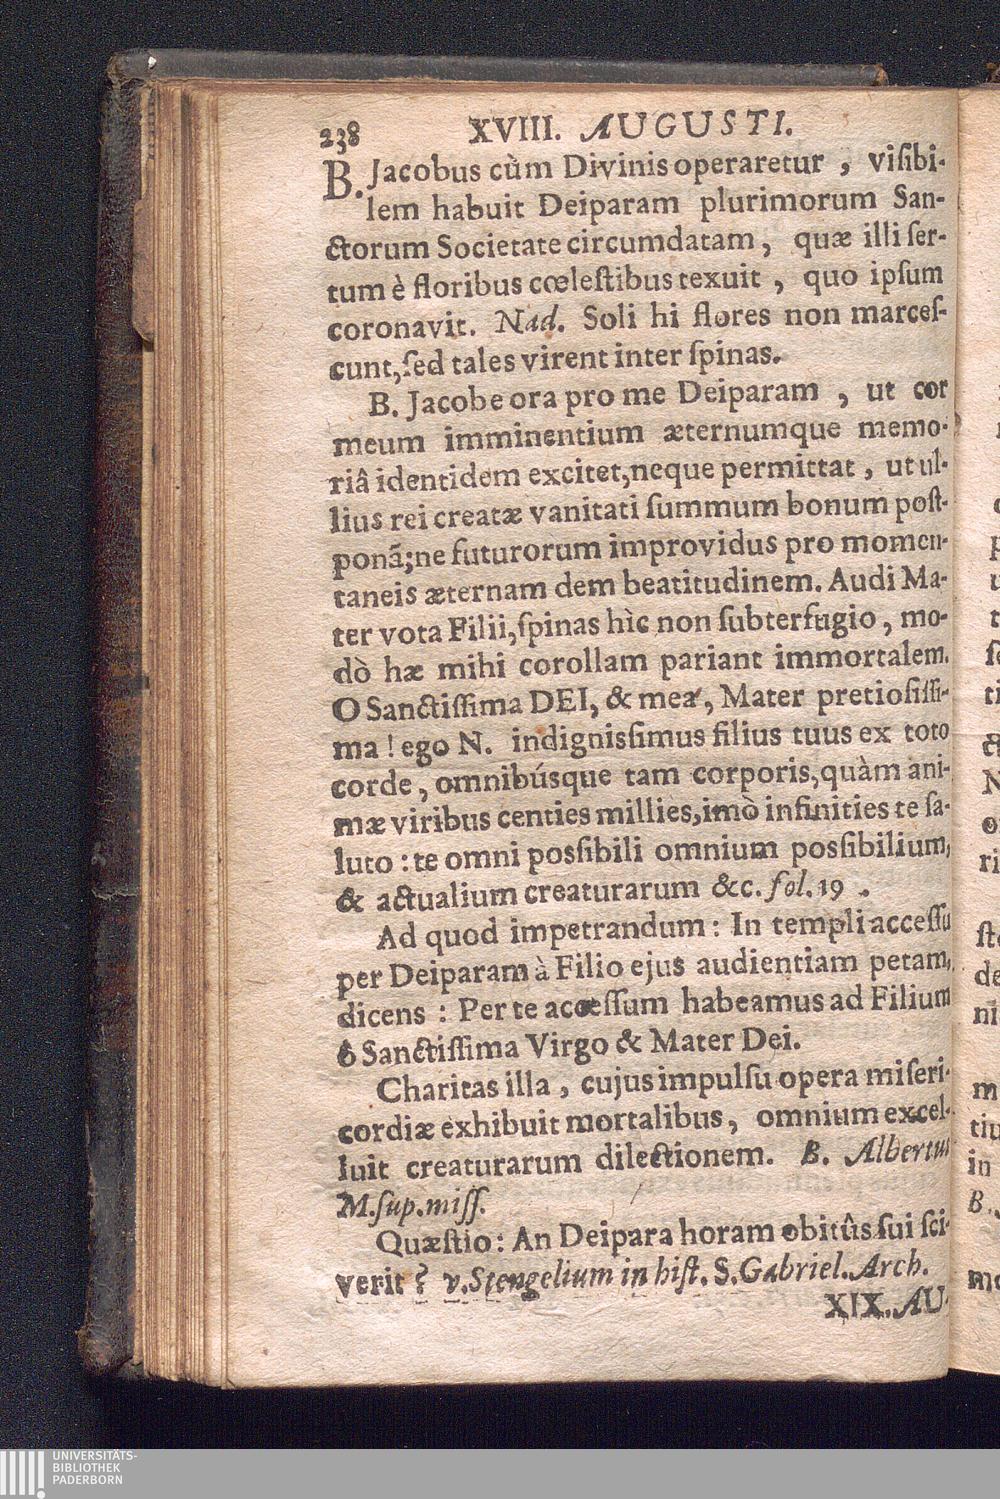 238 XVIII. AUGUSTI.
B. Jacobus cùm Divinis operaretur , visibi-
lem habuit Deiparam plurimorum San-
ctorum Societate circumdatam, quæ illi ser-
tum è floribus cœlestibus texuit , quo ipsum
coronavit. Nad. Soli hi flores non marces-
cunt, sed tales virent inter spinas.
B. Jacobe ora pro me Deiparam , ut cor
meum imminentium æternumque memo-
riâ identidem excitet, neque permittat , ut ul-
lius rei creatæ vanitati summum bonum post-
ponã; ne futurorum improvidus pro momen-
taneis æternam dem beatitudinem. Audi Ma-
ter vota Filii, spinas hìc non subterfugio , mo-
dò hæ mihi corollam pariant immortalem.
O Sanctissima DEI, & mea, Mater pretiosissi-
ma ! ego N. indignissimus filius tuus ex toto
corde, omnibúsque tam corporis, quàm ani-
mæ viribus centies millies, imò infinities te sa-
luto : te omni possibili omnium possibilium,
& actualium creaturarum &c. fol. 19 .
Ad quod impetrandum : In templi accessu
per Deiparam à Filio ejus audientiam petam,
dicens : Per te accessum habeamus ad Filium
ô Sanctissima Virgo & Mater Dei.
Charitas illa , cujus impulsu opera miseri-
cordiæ exhibuit mortalibus, omnium excel-
luit creaturarum dilectionem. B. Albertus
M. sup. miss.
Quæstio : An Deipara horam obitûs sui sci-
verit ? v. Stengelium in hist. S. Gabriel. Arch.
XIX. AU-
UNIVERSITÄTS-
BIBLIOTHEK
PADERBORN